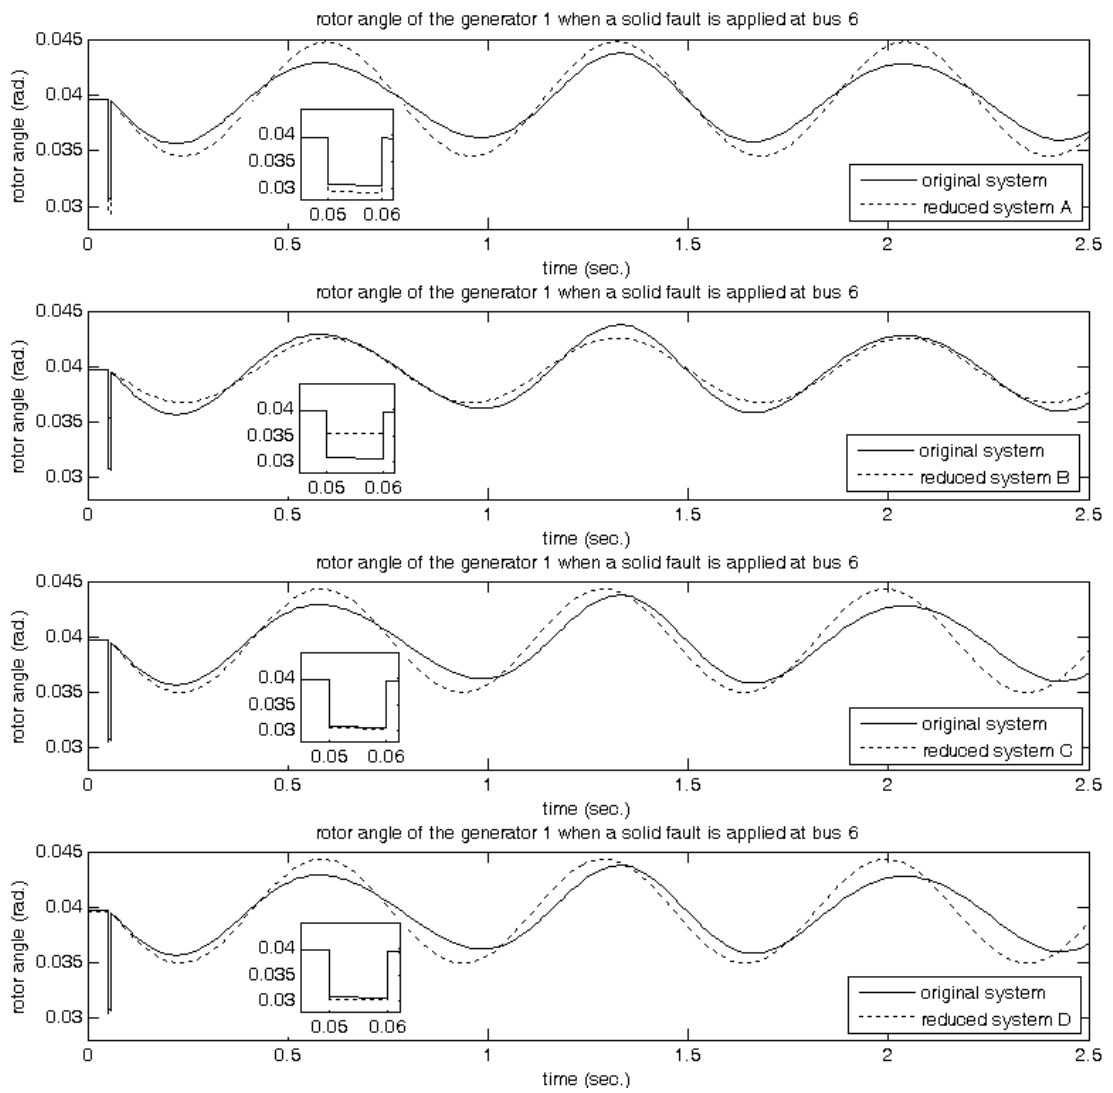 rotor angle of the generator 1 when a solid fault is applied at bus 6
0.045
0.04
0.035
0.03
rotor angle (rad.)
0.04
0.035
0.03
0.05 0.06
original system
reduced system A
0 0.5 1 1.5 2 2.5
time (sec.)
rotor angle of the generator 1 when a solid fault is applied at bus 6
0.045
0.04
0.035
0.03
rotor angle (rad.)
0.04
0.035
0.03
0.05 0.06
original system
reduced system B
0 0.5 1 1.5 2 2.5
time (sec.)
rotor angle of the generator 1 when a solid fault is applied at bus 6
0.045
0.04
0.035
0.03
rotor angle (rad.)
0.04
0.035
0.03
0.05 0.06
original system
reduced system C
0 0.5 1 1.5 2 2.5
time (sec.)
rotor angle of the generator 1 when a solid fault is applied at bus 6
0.045
0.04
0.035
0.03
rotor angle (rad.)
0.04
0.035
0.03
0.05 0.06
original system
reduced system D
0 0.5 1 1.5 2 2.5
time (sec.)